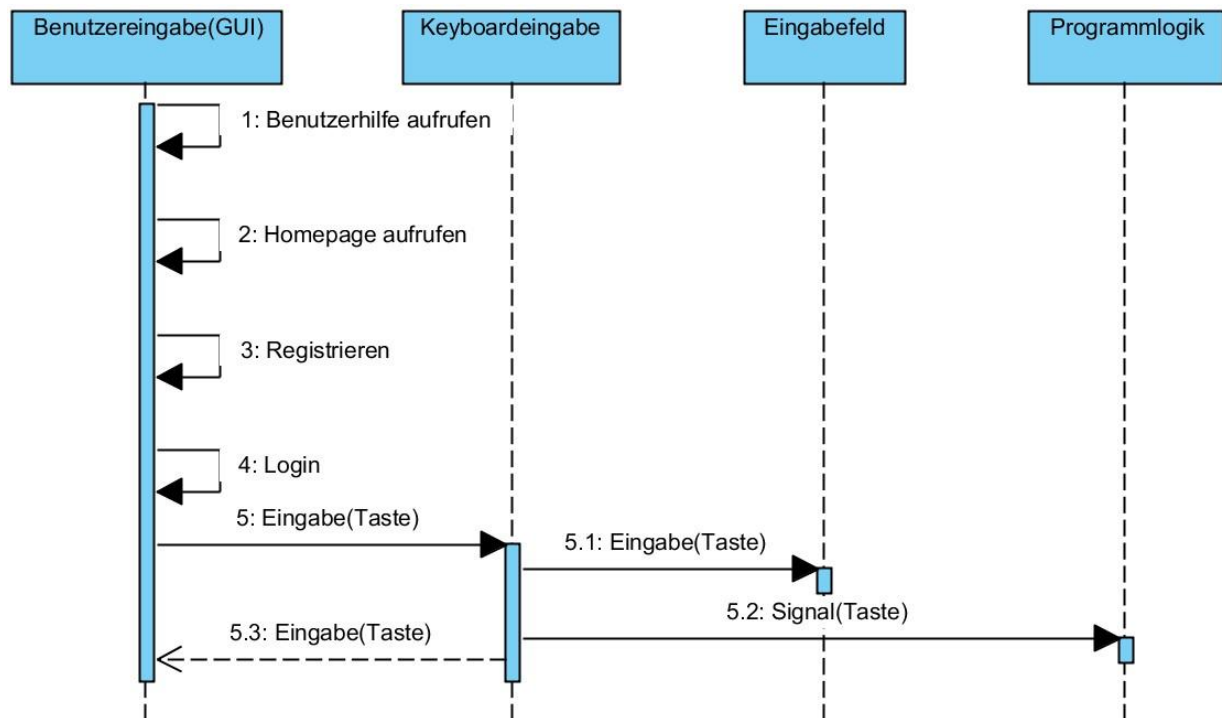 Benutzereingabe(GUI)
Keyboardeingabe
Eingabefeld
Programmlogik
1: Benutzerhilfe aufrufen
2: Homepage aufrufen
3: Registrieren
4: Login
5: Eingabe(Taste)
5.1: Eingabe(Taste)
5.2: Signal(Taste)
5.3: Eingabe(Taste)